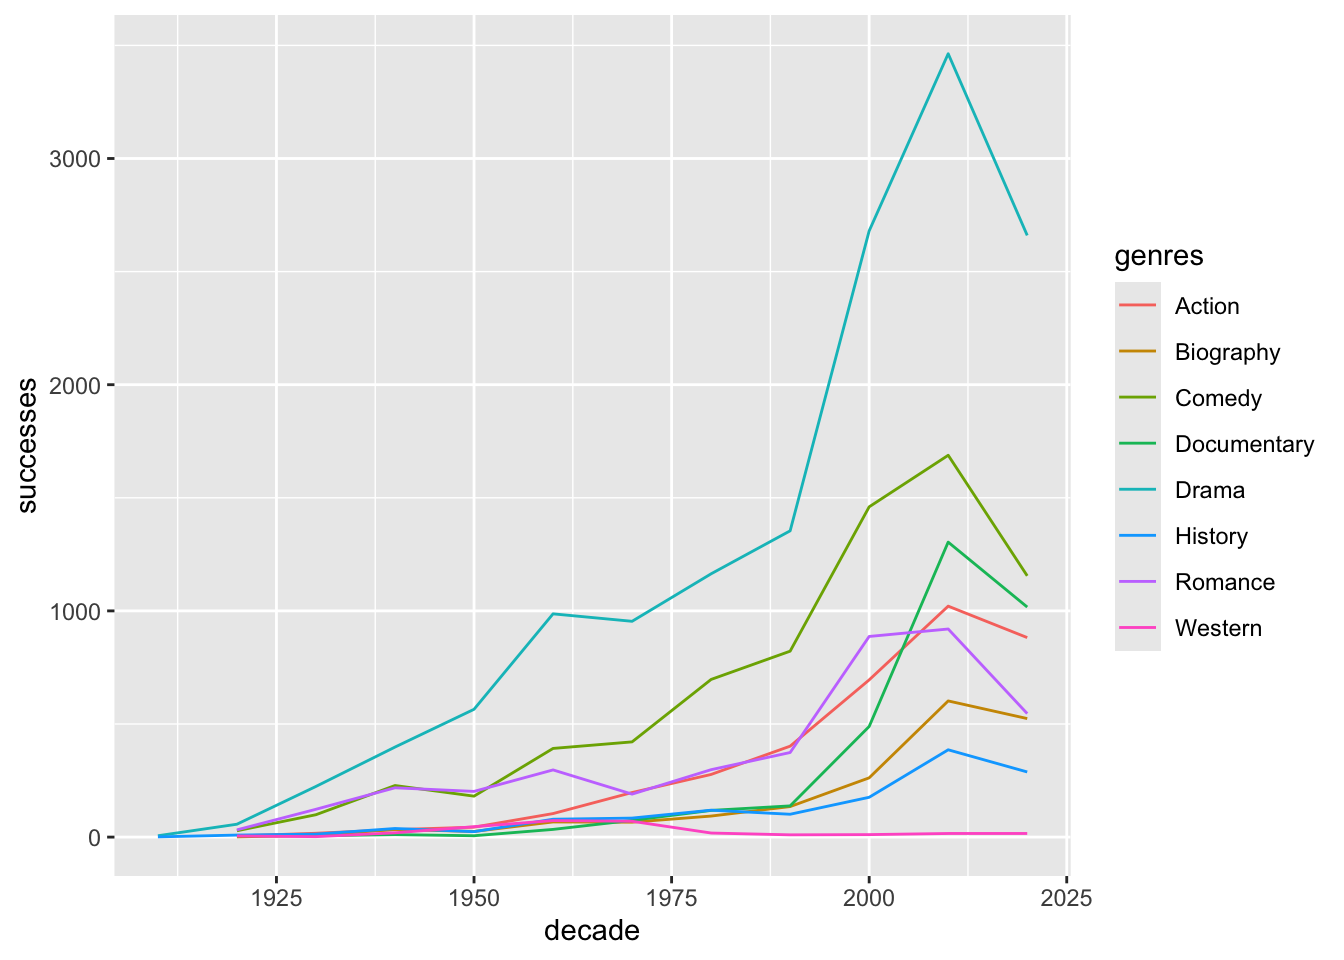 3000
2000
1000
0
successes
1925 1950 1975 2000 2025
decade
genres
Action
Biography
Comedy
Documentary
Drama
History
Romance
Western